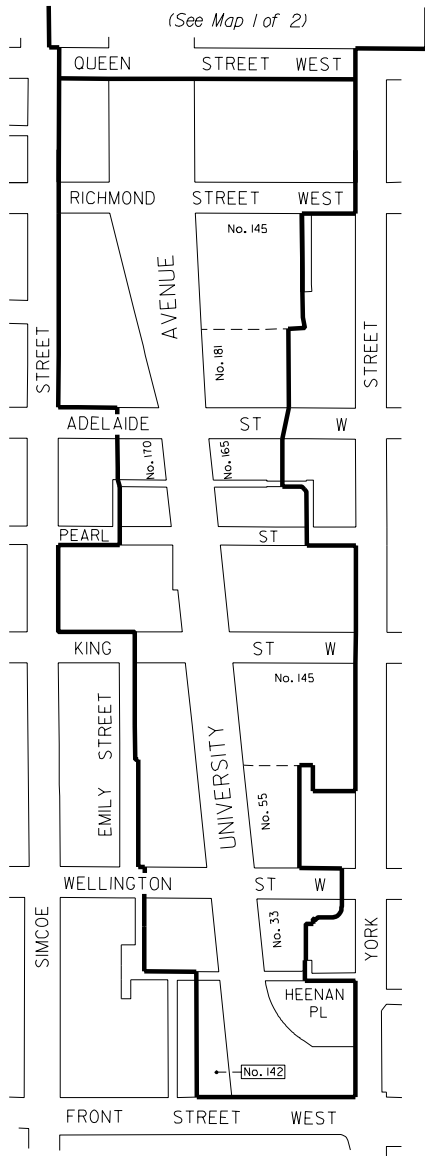 (See Map 1 of 2)
QUEEN STREET WEST
RICHMOND STREET WEST
No. 145
AVENUE
No. 181
STREET
STREET
ADELAIDE ST W
No. 170
No. 165
PEARL ST
KING ST W
No. 145
EMILY STREET
UNIVERSITY
No. 55
WELLINGTON ST W
SIMCOE
No. 33
YORK
HEENAN
PL
No. 142
FRONT STREET WEST